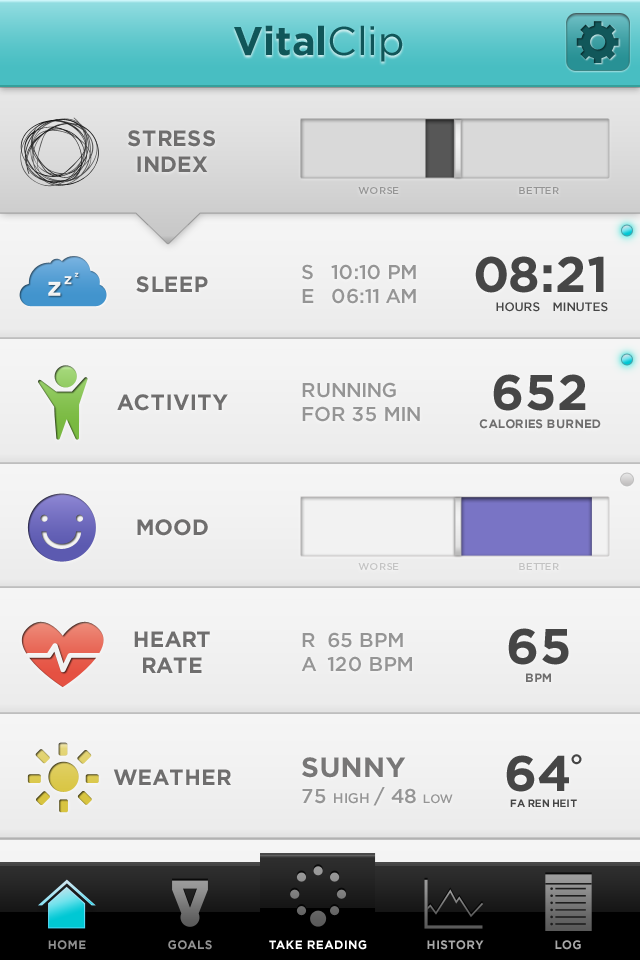 VitalClip
STRESS
INDEX
WORSE BETTER
z z z
SLEEP
S 10:10 PM
E 06:11 AM
08:21
HOURS MINUTES
ACTIVITY
RUNNING
FOR 35 MIN
652
CALORIES BURNED
MOOD
WORSE BETTER
HEART
RATE
R 65 BPM
A 120 BPM
65
BPM
WEATHER
SUNNY
75 HIGH / 48 LOW
64°
FARENHEIT
HOME
GOALS
TAKE READING
HISTORY
LOG